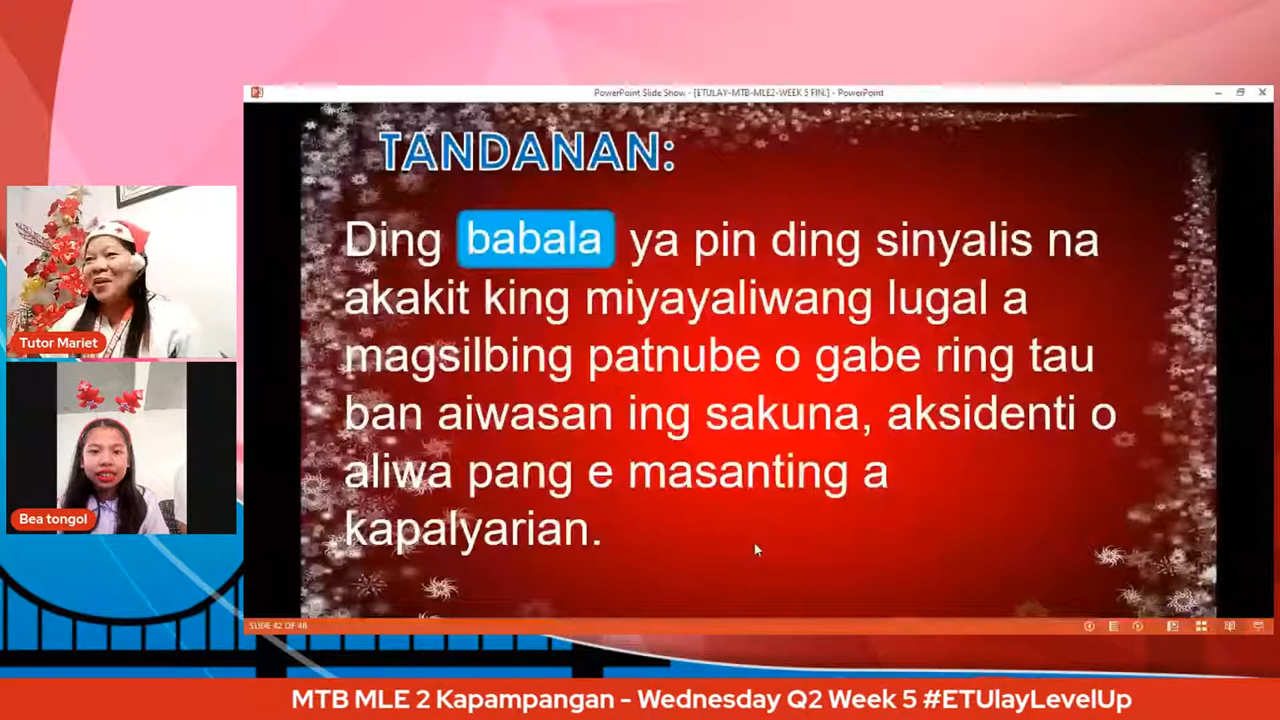 PowerPoint Slide Show - [ETULAY-MTB-MLE2-WEEK 5 FIN.] - PowerPoint
TANDANAN:
Ding babala ya pin ding sinyalis na
akakit king miyayaliwang lugal a
magsilbing patnube o gabe ring tau
ban aiwasan ing sakuna, aksidenti o
aliwa pang e masanting a
kapalyarian.
Tutor Mariet
Bea tongol
SLIDE 42 OF 48
MTB MLE 2 Kapampangan - Wednesday Q2 Week 5 #ETUlayLevelUp